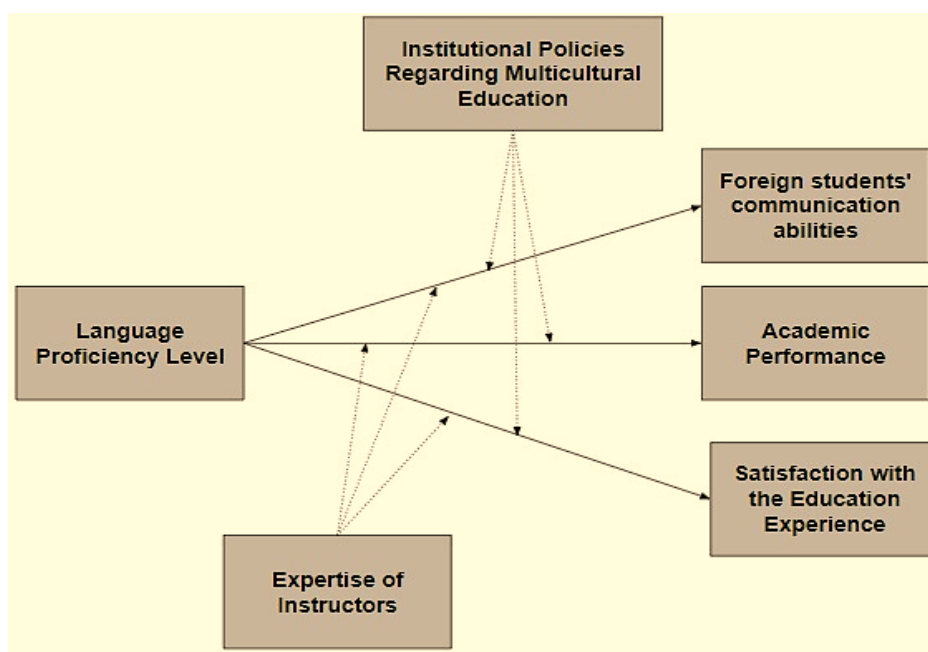 Institutional Policies
Regarding Multicultural
Education
Foreign students'
communication
abilities
Language
Proficiency Level
Academic
Performance
Satisfaction with
the Education
Experience
Expertise of
Instructors